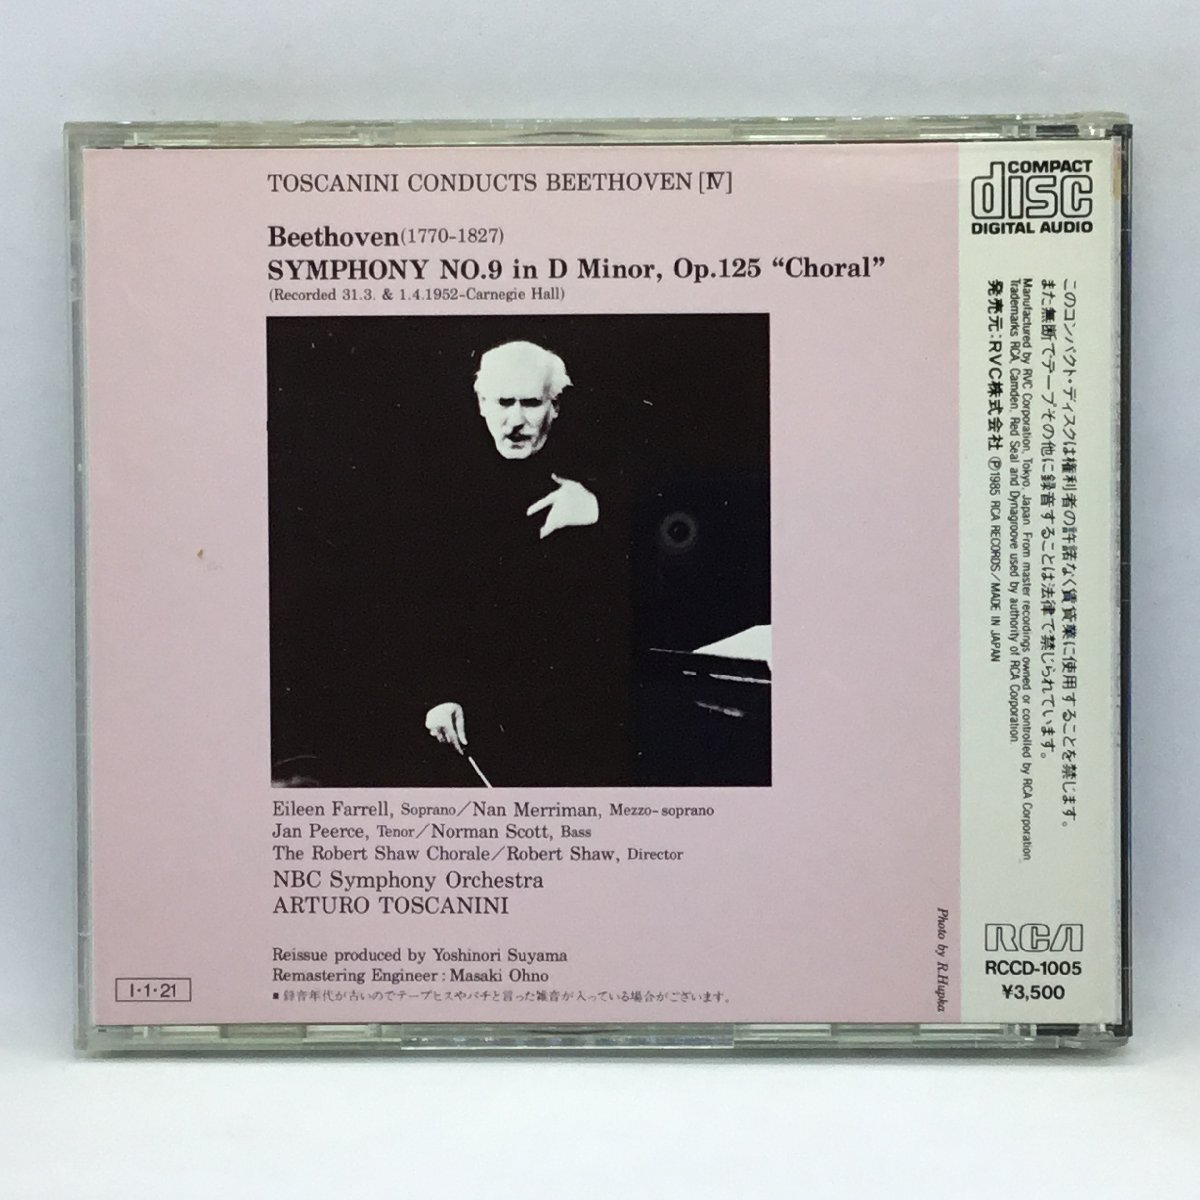 TOSCANINI CONDUCTS BEETHOVEN [Ⅳ]
Beethoven(1770-1827)
SYMPHONY NO.9 in D Minor, Op.125 “Choral”
(Recorded 31.3. & 1.4.1952-Carnegie Hall)
Eileen Farrell, Soprano／Nan Merriman, Mezzo-soprano
Jan Peerce, Tenor／Norman Scott, Bass
The Robert Shaw Chorale／Robert Shaw, Director
NBC Symphony Orchestra
ARTURO TOSCANINI
Reissue produced by Yoshinori Suyama
Remastering Engineer : Masaki Ohno
■ 録音年代が古いのでテープヒスやパチと言った雑音が入っている場合がございます。
I・1・21
Photo by R.Hupka
COMPACT
disc
DIGITAL AUDIO
このコンパクト・ディスクは権利者の許諾なく賃貸業に使用することを禁じます。
また無断でテープその他に録音することは法律で禁じられています。
Manufactured by RVC Corporation, Tokyo, Japan. From master recordings owned or controlled by RCA Corporation
Trademarks RCA, Camden, Red Seal and Dynagroove used by authority of RCA Corporation.
発売元：RVC株式会社 Ⓟ1985 RCA RECORDS／MADE IN JAPAN
RCA
RCCD-1005
¥3,500